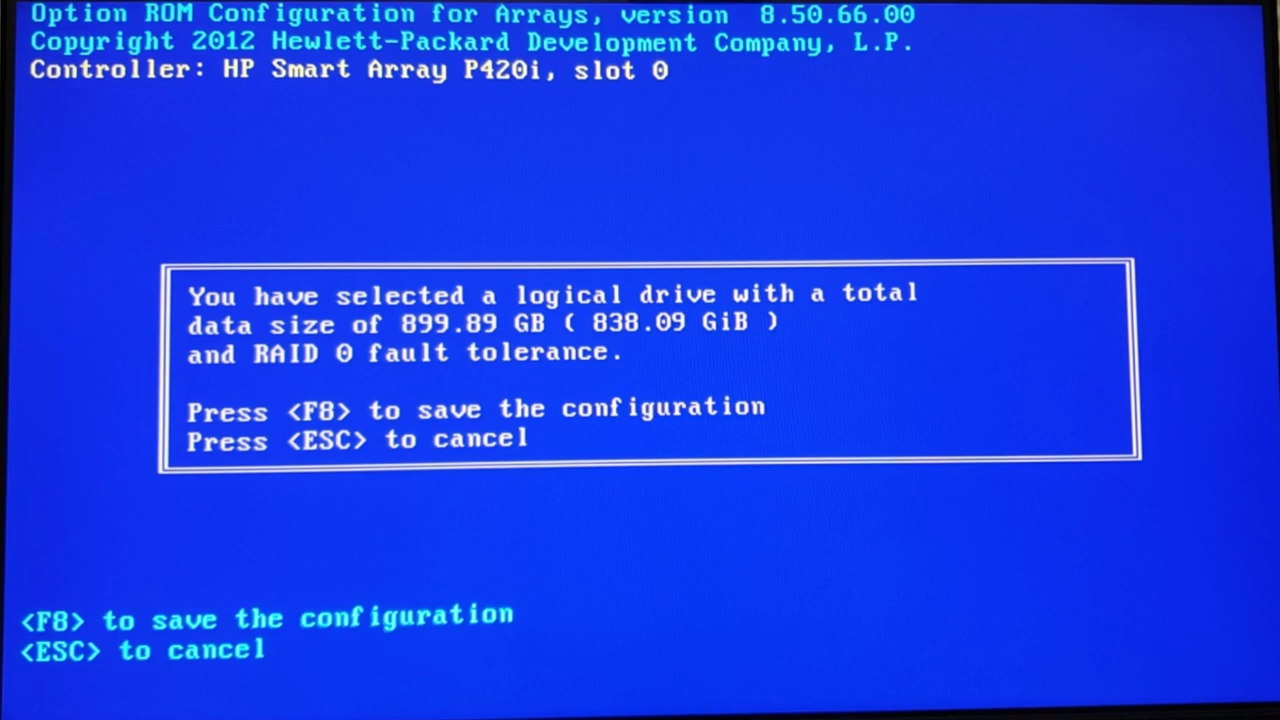 Option ROM Configuration for Arrays, version  8.50.66.00
Copyright 2012 Hewlett-Packard Development Company, L.P.
Controller: HP Smart Array P420i, slot 0
You have selected a logical drive with a total
data size of 899.89 GB ( 838.09 GiB )
and RAID 0 fault tolerance.
Press <F8> to save the configuration
Press <ESC> to cancel
<F8> to save the configuration
<ESC> to cancel